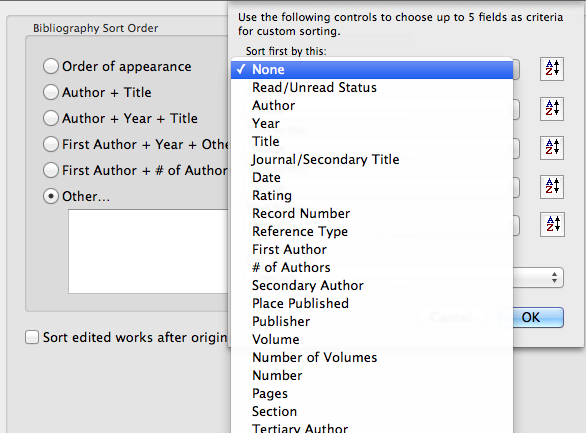 Use the following controls to choose up to 5 fields as criteria
for custom sorting.
Sort first by this:
Bibliography Sort Order
Order of appearance
Author + Title
Author + Year + Title
First Author + Year + Othe
First Author + # of Author
Other...
Sort edited works after origin
None
Read/Unread Status
Author
Year
Title
Journal/Secondary Title
Date
Rating
Record Number
Reference Type
First Author
# of Authors
Secondary Author
Place Published
Publisher
Volume
Number of Volumes
Number
Pages
Section
Tertiary Author
A Z
A Z
A Z
A Z
A Z
Cancel
OK